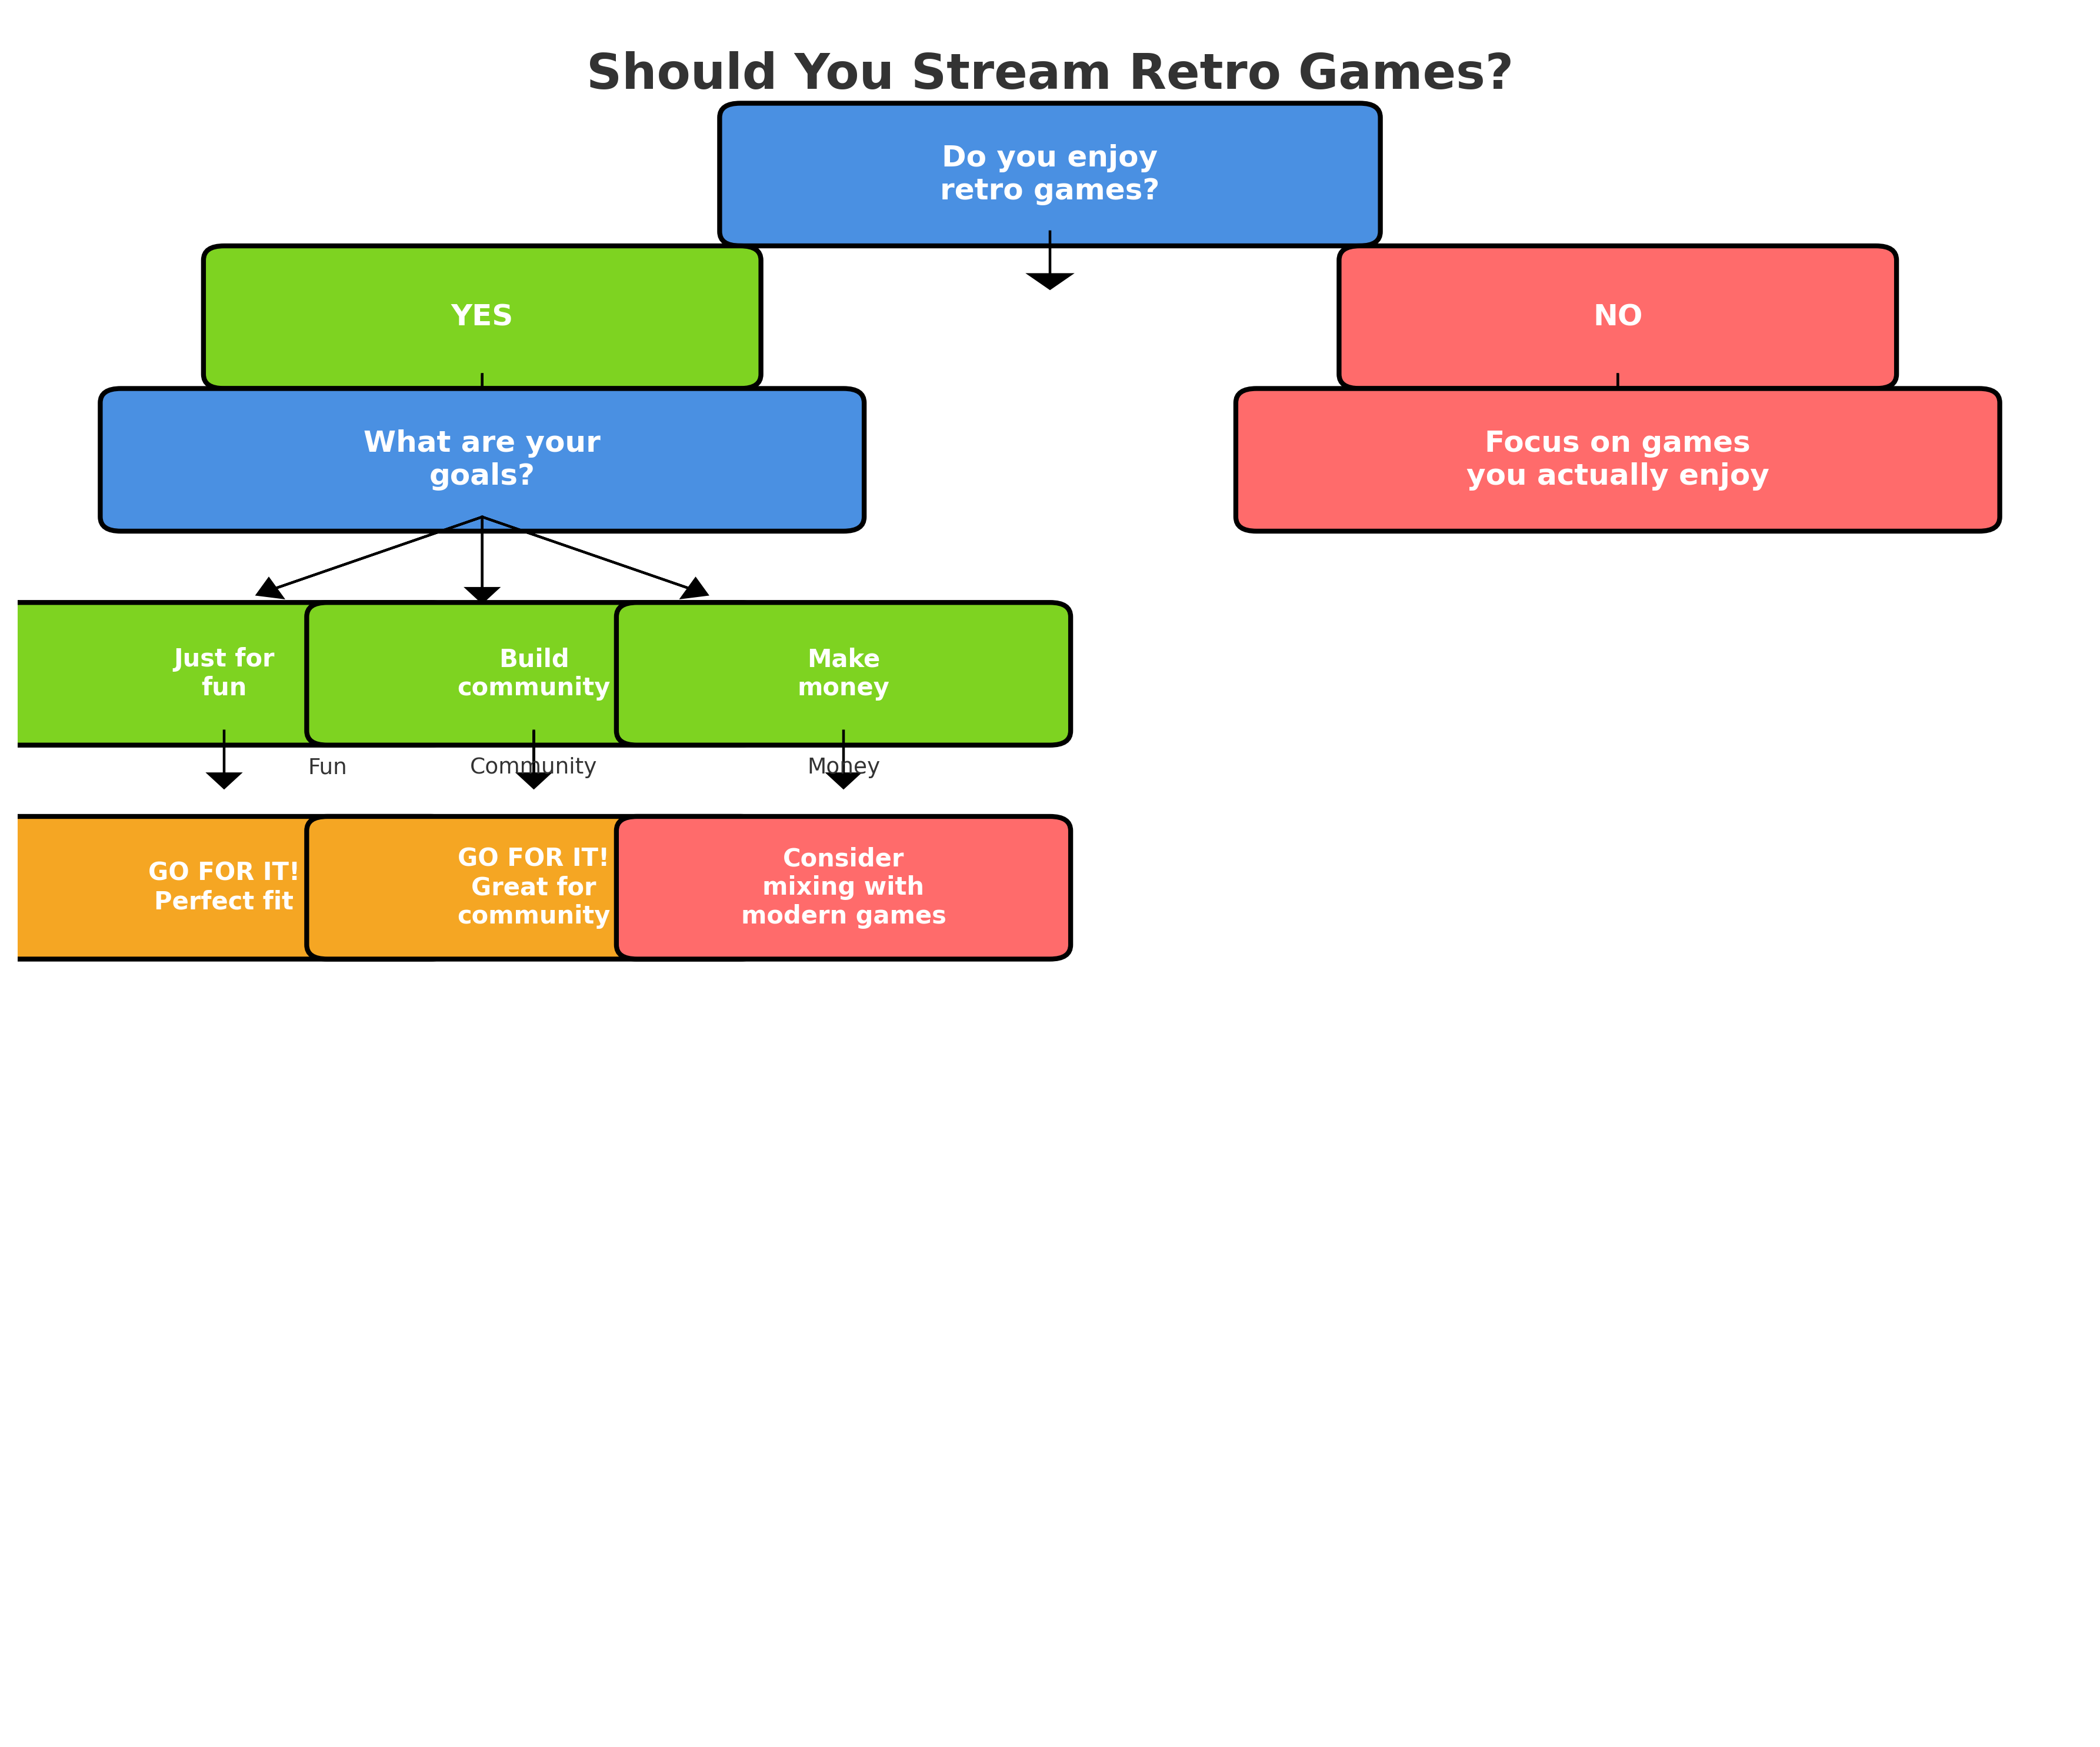 Should You Stream Retro Games?
Do you enjoy
retro games?
YES
NO
What are your
goals?
Focus on games
you actually enjoy
Just for
fun
Build
community
Make
money
Fun
Community
Money
GO FOR IT!
Perfect fit
GO FOR IT!
Great for
community
Consider
mixing with
modern games